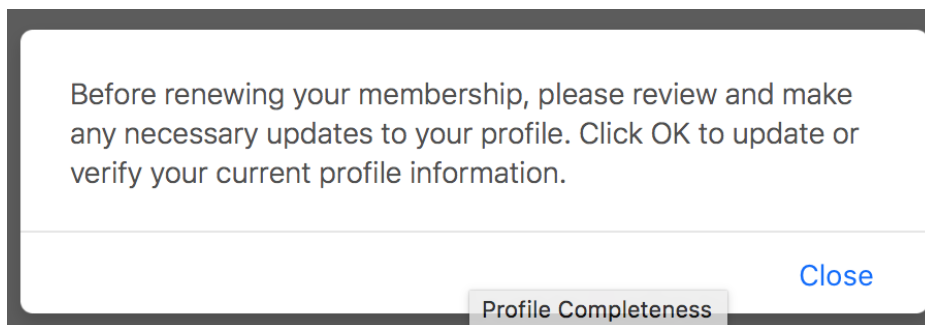 Before renewing your membership, please review and make
any necessary updates to your profile. Click OK to update or
verify your current profile information.
Close
Profile Completeness